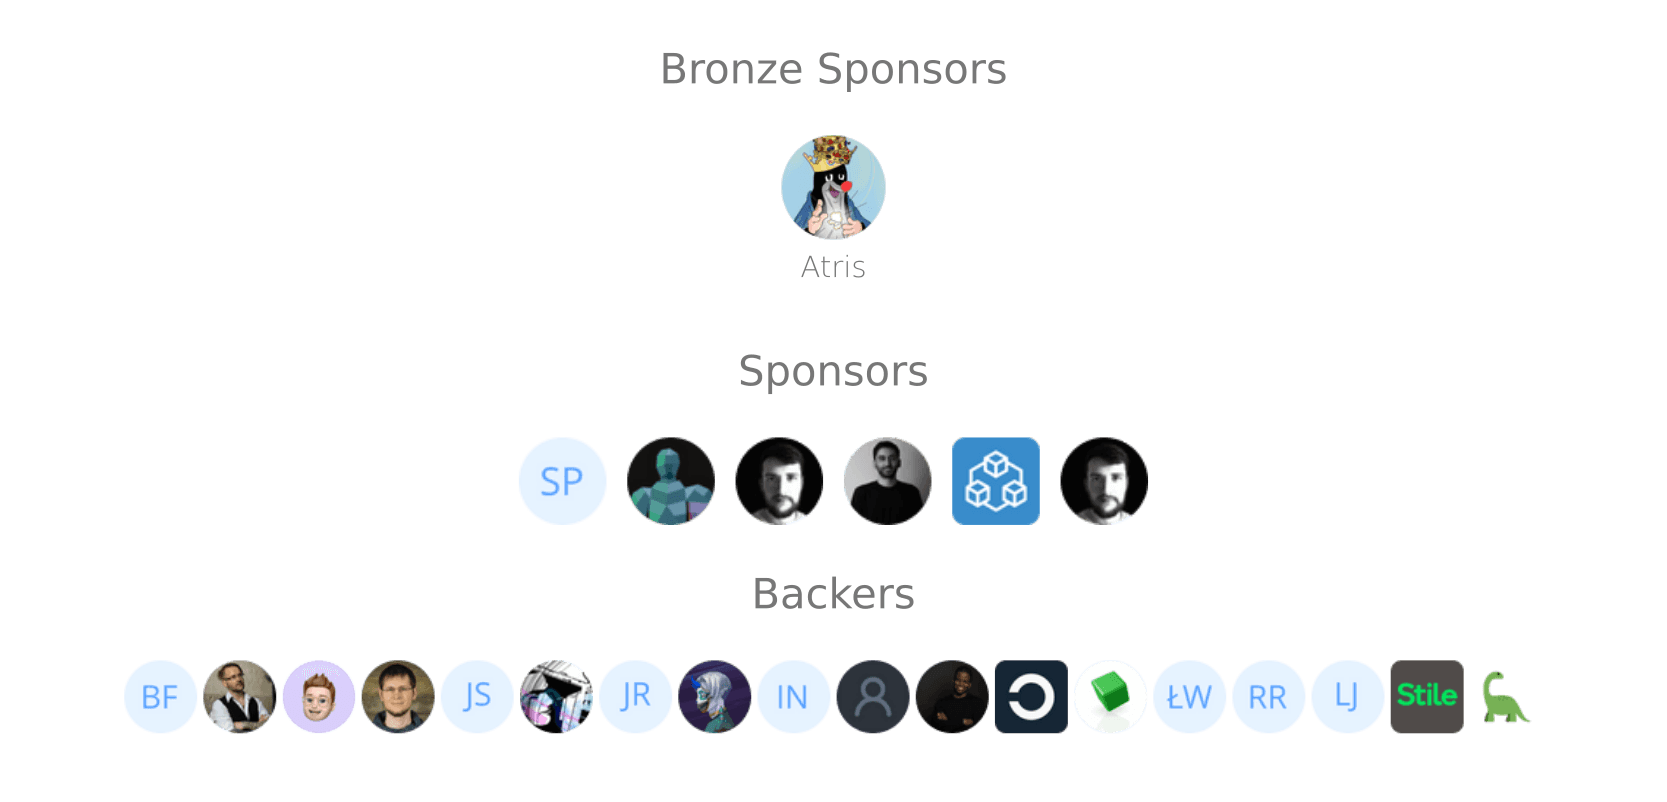 Bronze Sponsors
Atris
Sponsors
SP
Backers
BF JS JR IN ŁW RR LJ Stile